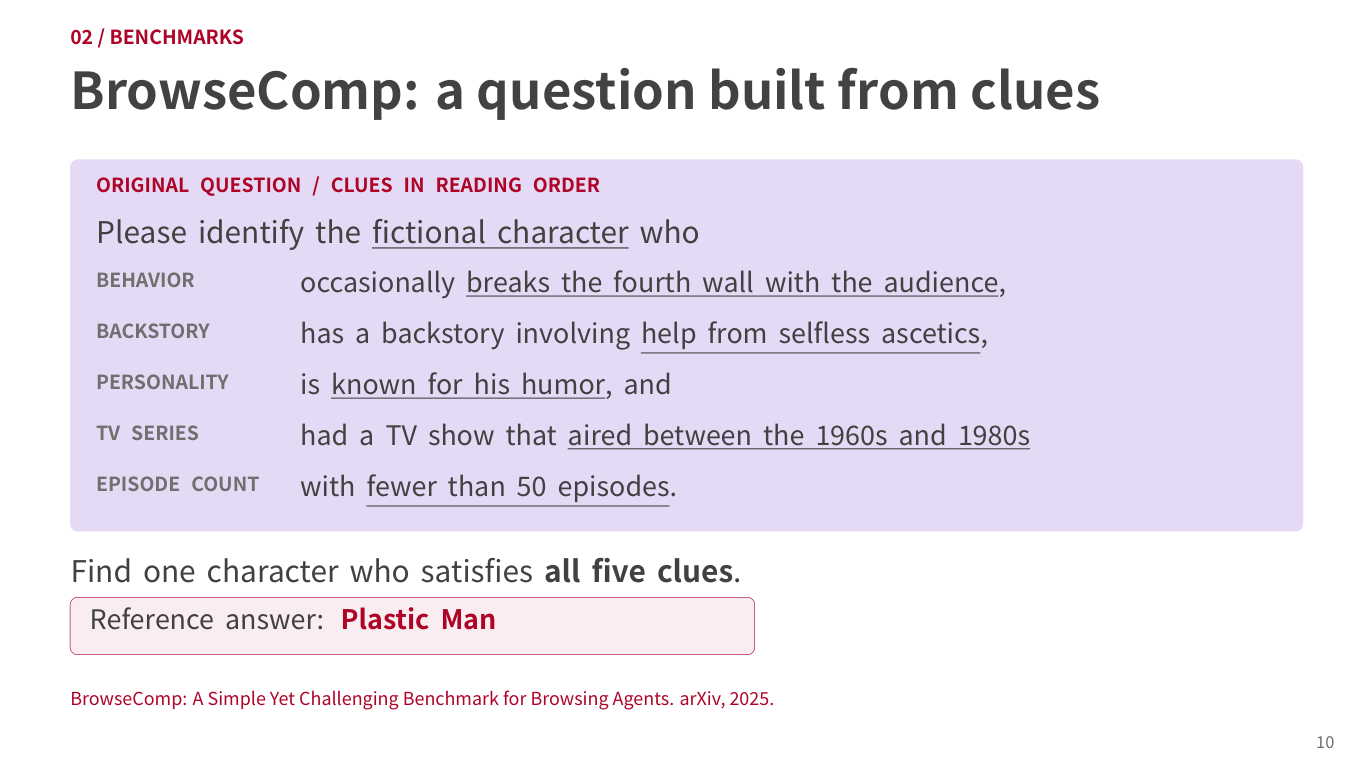 02 / BENCHMARKS
BrowseComp: a question built from clues
ORIGINAL QUESTION / CLUES IN READING ORDER
Please identify the fictional character who
BEHAVIOR occasionally breaks the fourth wall with the audience,
BACKSTORY has a backstory involving help from selfless ascetics,
PERSONALITY is known for his humor, and
TV SERIES had a TV show that aired between the 1960s and 1980s
EPISODE COUNT with fewer than 50 episodes.
Find one character who satisfies all five clues.
Reference answer: Plastic Man
BrowseComp: A Simple Yet Challenging Benchmark for Browsing Agents. arXiv, 2025.
10